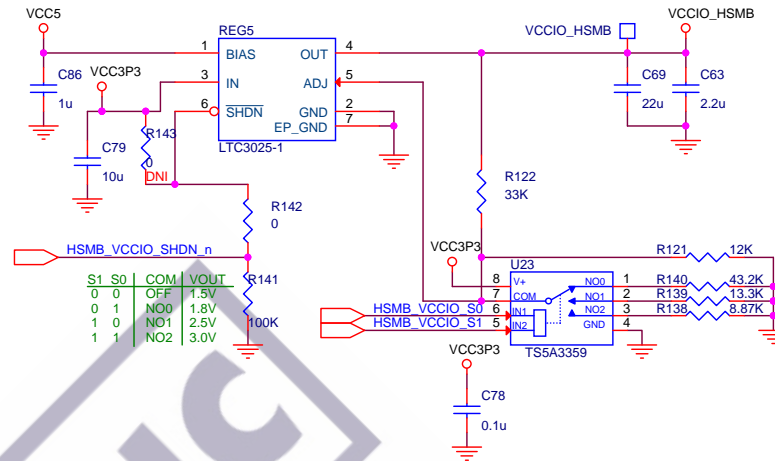 VCC5
REG5
VCCIO_HSMB
VCCIO_HSMB
1 BIAS OUT 4
3 IN ADJ 5
6 SHDN GND 2
EP_GND 7
LTC3025-1
C86
1u
VCC3P3
R143
0
DNI
C79
10u
C69
22u
C63
2.2u
R122
33K
R142
0
HSMB_VCCIO_SHDN_n
R141
100K
S1 S0 COM VOUT
0 0 OFF 1.5V
0 1 NO0 1.8V
1 0 NO1 2.5V
1 1 NO2 3.0V
VCC3P3
U23
8 V+ NO0 1
7 COM NO1 2
6 IN1 NO2 3
5 IN2 GND 4
TS5A3359
HSMB_VCCIO_S0
HSMB_VCCIO_S1
R121 12K
R140 43.2K
R139 13.3K
R138 8.87K
VCC3P3
C78
0.1u